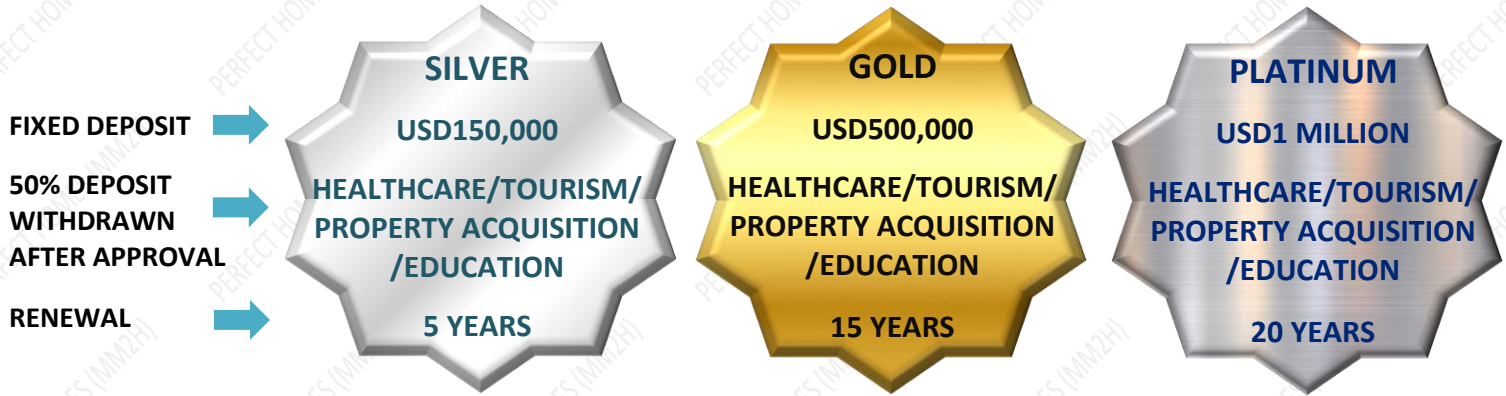 SILVER
GOLD
PLATINUM
FIXED DEPOSIT
USD150,000
USD500,000
USD1 MILLION
50% DEPOSIT
WITHDRAWN
AFTER APPROVAL
HEALTHCARE/TOURISM/
PROPERTY ACQUISITION
/EDUCATION
HEALTHCARE/TOURISM/
PROPERTY ACQUISITION
/EDUCATION
HEALTHCARE/TOURISM/
PROPERTY ACQUISITION
/EDUCATION
RENEWAL
5 YEARS
15 YEARS
20 YEARS